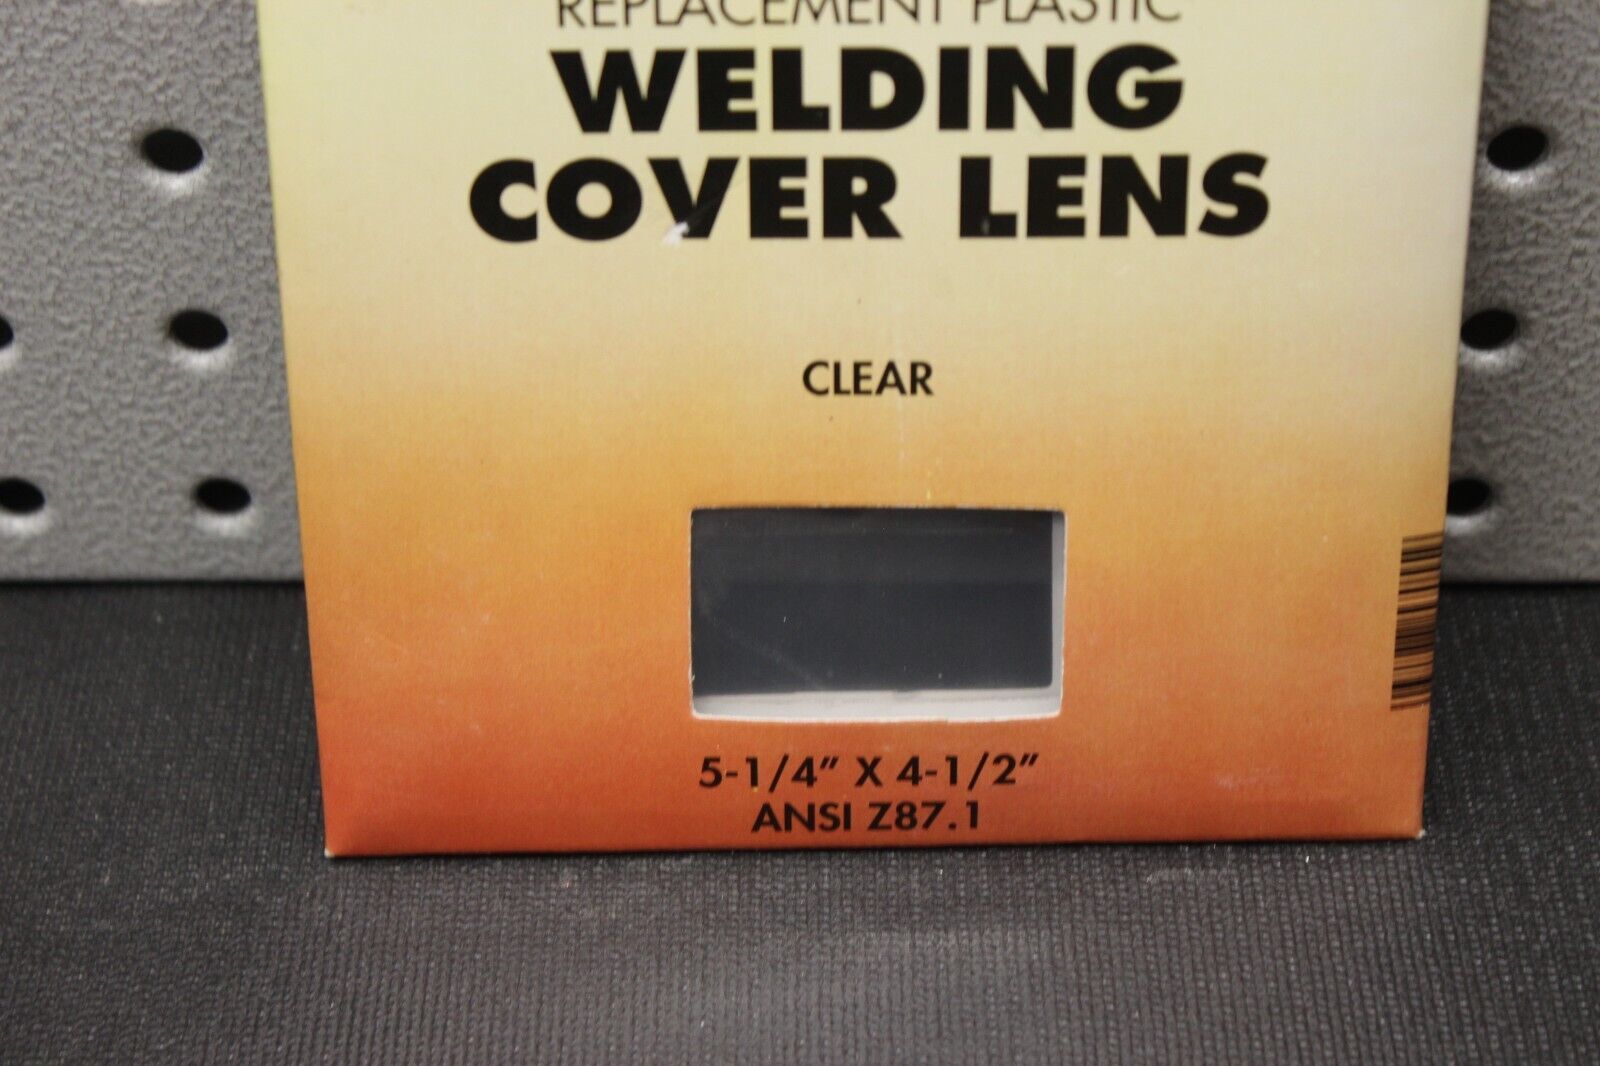 REPLACEMENT PLASTIC
WELDING
COVER LENS
CLEAR
5-1/4" X 4-1/2"
ANSI Z87.1